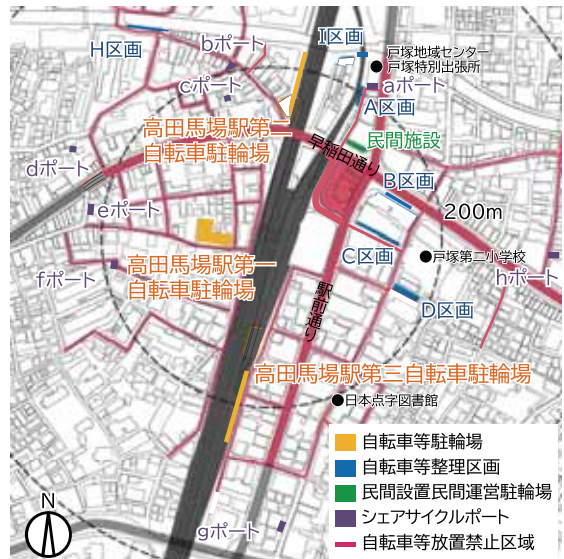 H区画
bポート
I区画
戸塚地域センター
戸塚特別出張所
cポート
aポート
A区画
高田馬場駅第二
自転車駐輪場
民間施設
早稲田通り
dポート
B区画
eポート
200m
C区画
戸塚第二小学校
fポート
高田馬場駅第一
自転車駐輪場
hポート
駅前通り
D区画
高田馬場駅第三自転車駐輪場
日本点字図書館
自転車等駐輪場
自転車等整理区画
民間設置民間運営駐輪場
シェアサイクルポート
自転車等放置禁止区域
N
gポート